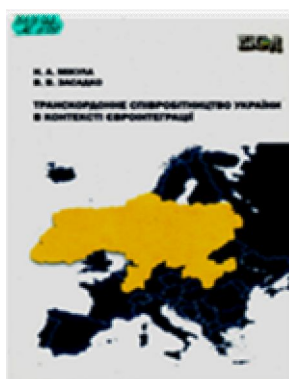 Н. А. МІКУЛА
В. В. ЗАСАДКО
ТРАНСКОРДОННЕ СПІВРОБІТНИЦТВО УКРАЇНИ
В КОНТЕКСТІ ЄВРОІНТЕГРАЦІЇ